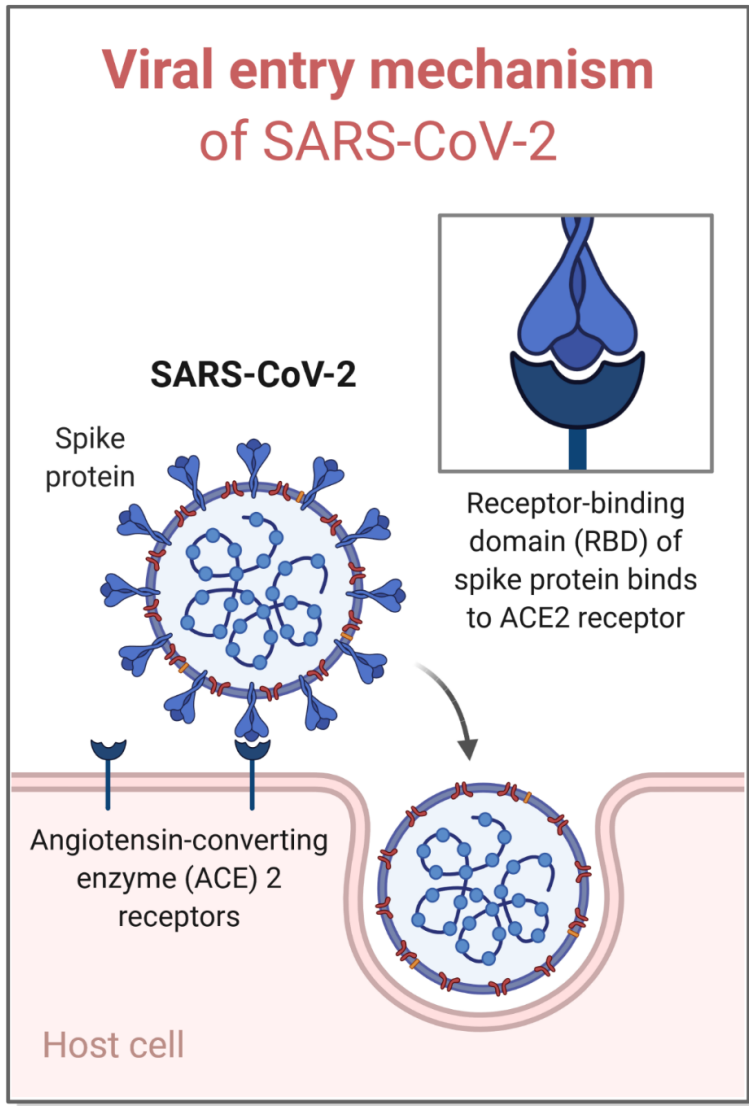 Viral entry mechanism
of SARS-CoV-2
SARS-CoV-2
Spike
protein
Receptor-binding
domain (RBD) of
spike protein binds
to ACE2 receptor
Angiotensin-converting
enzyme (ACE) 2
receptors
Host cell